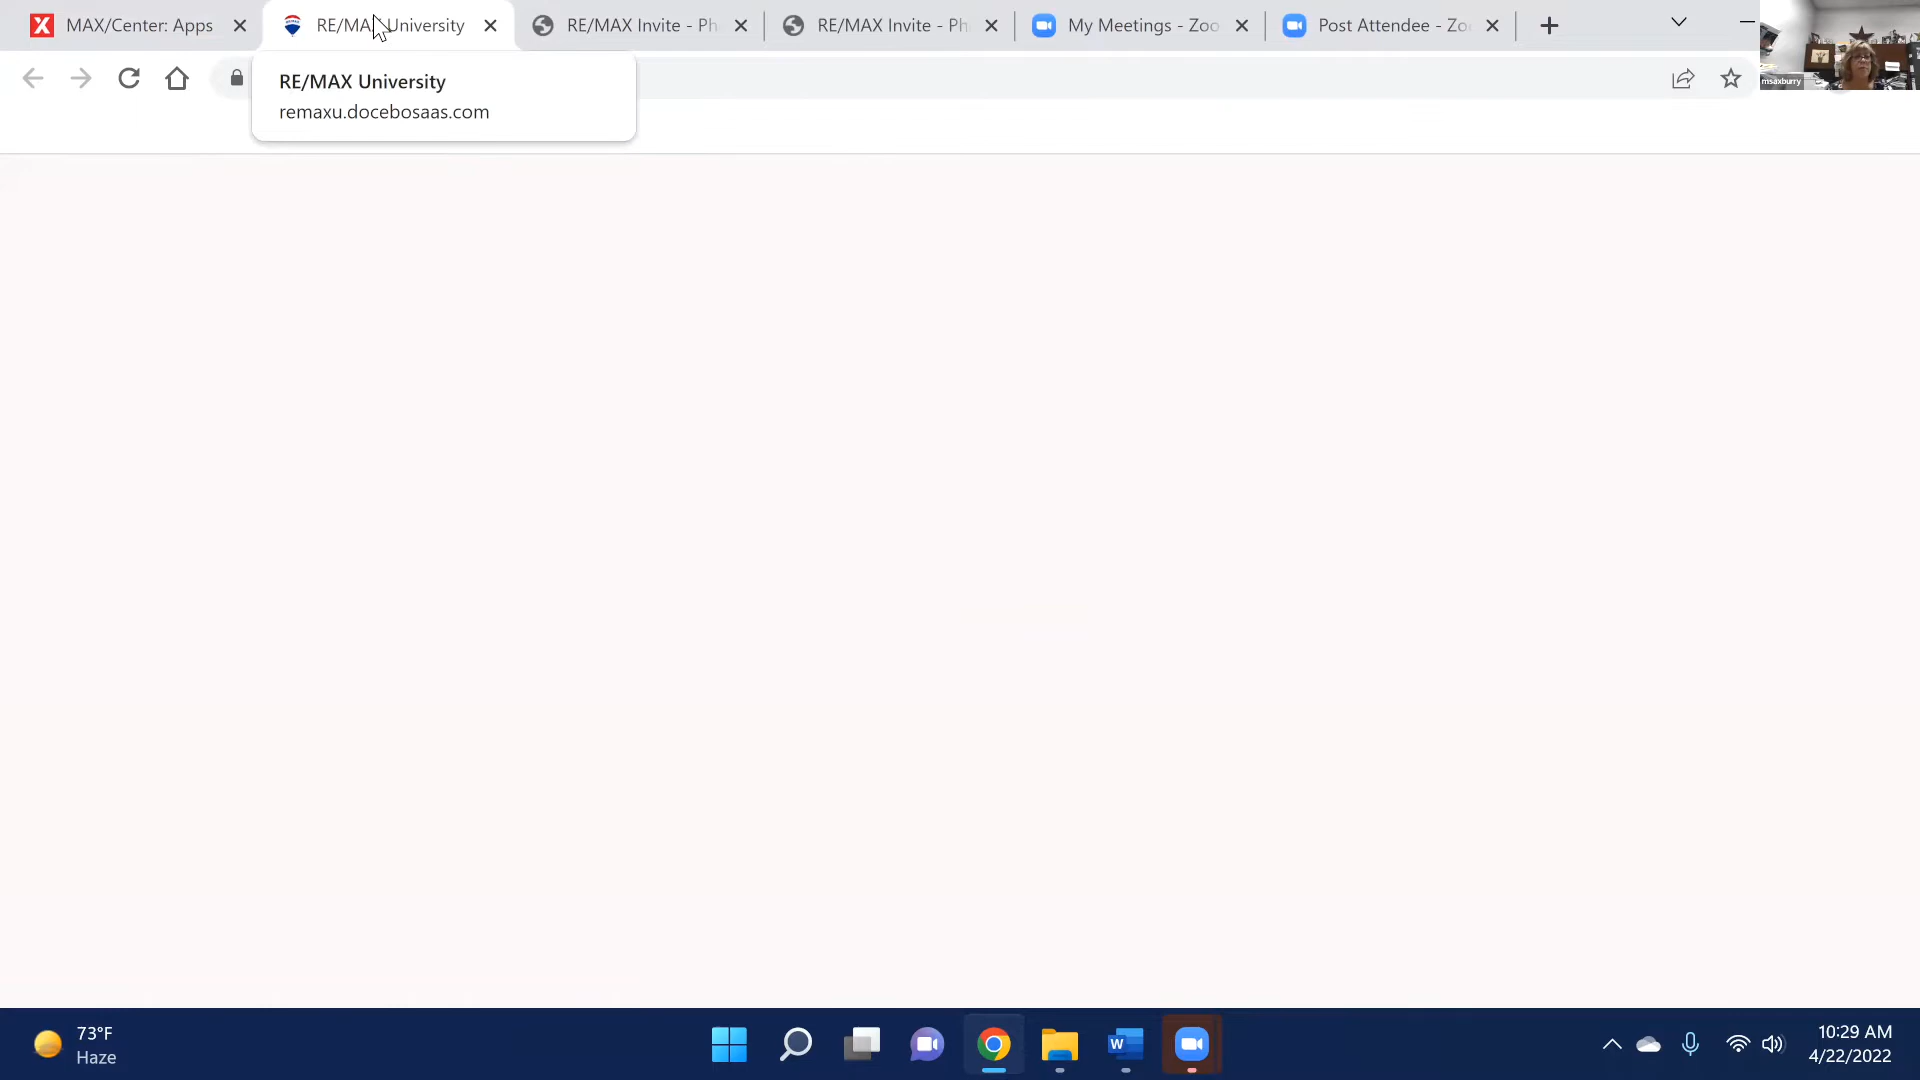 MAX/Center: Apps
RE/MAX University
RE/MAX Invite - Ph
RE/MAX Invite - Ph
My Meetings - Zoo
Post Attendee - Zo
RE/MAX University
remaxu.docebosaas.com
msaxburry
73°F
Haze
10:29 AM
4/22/2022